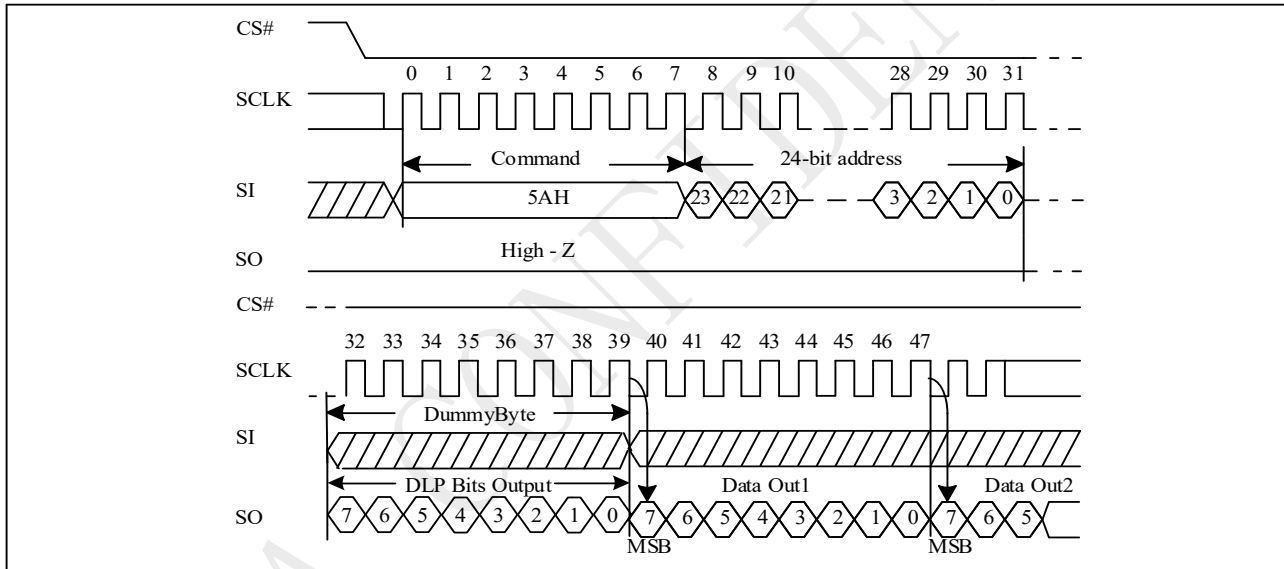 CS#
0 1 2 3 4 5 6 7 8 9 10 28 29 30 31
SCLK
Command 24-bit address
SI 5AH 23 22 21 3 2 1 0
High - Z
SO
CS#
32 33 34 35 36 37 38 39 40 41 42 43 44 45 46 47
SCLK
DummyByte
SI
DLP Bits Output Data Out1 Data Out2
SO 7 6 5 4 3 2 1 0 7 6 5 4 3 2 1 0 7 6 5
MSB MSB